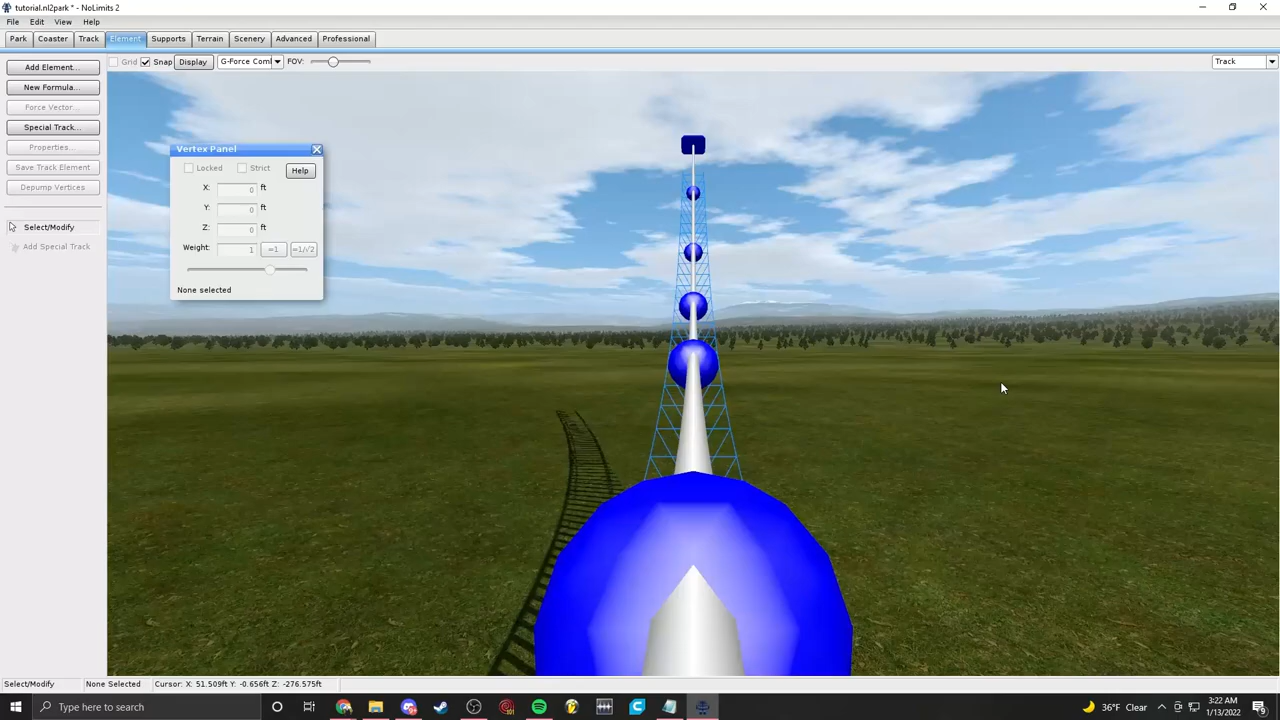 tutorial.nl2park * - NoLimits 2
File Edit View Help
Park Coaster Track Element Supports Terrain Scenery Advanced Professional
Grid Snap Display G-Force Coml FOV: Track
Add Element...
New Formula...
Force Vector...
Special Track...
Properties...
Save Track Element
Depump Vertices
Select/Modify
Add Special Track
Vertex Panel
Locked Strict Help
X: 0 ft
Y: 0 ft
Z: 0 ft
Weight: 1 =1 =1/√2
None selected
Select/Modify None Selected Cursor: X: 51.509ft Y: -0.656ft Z: -276.575ft
Type here to search
36°F Clear
3:22 AM
1/13/2022
9